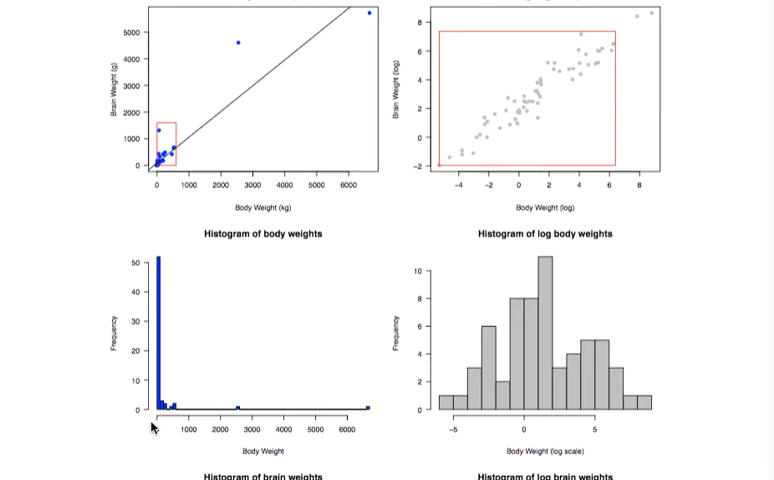 5000
4000
3000
2000
1000
0
Brain Weight (g)
0 1000 2000 3000 4000 5000 6000
Body Weight (kg)
8
6
4
2
0
−2
Brain Weight (log)
−4 −2 0 2 4 6 8
Body Weight (log)
Histogram of body weights
Histogram of log body weights
50
40
30
20
10
0
Frequency
1000 2000 3000 4000 5000 6000
Body Weight
10
8
6
4
2
0
Frequency
−5 0 5
Body Weight (log scale)
Histogram of brain weights
Histogram of log brain weights